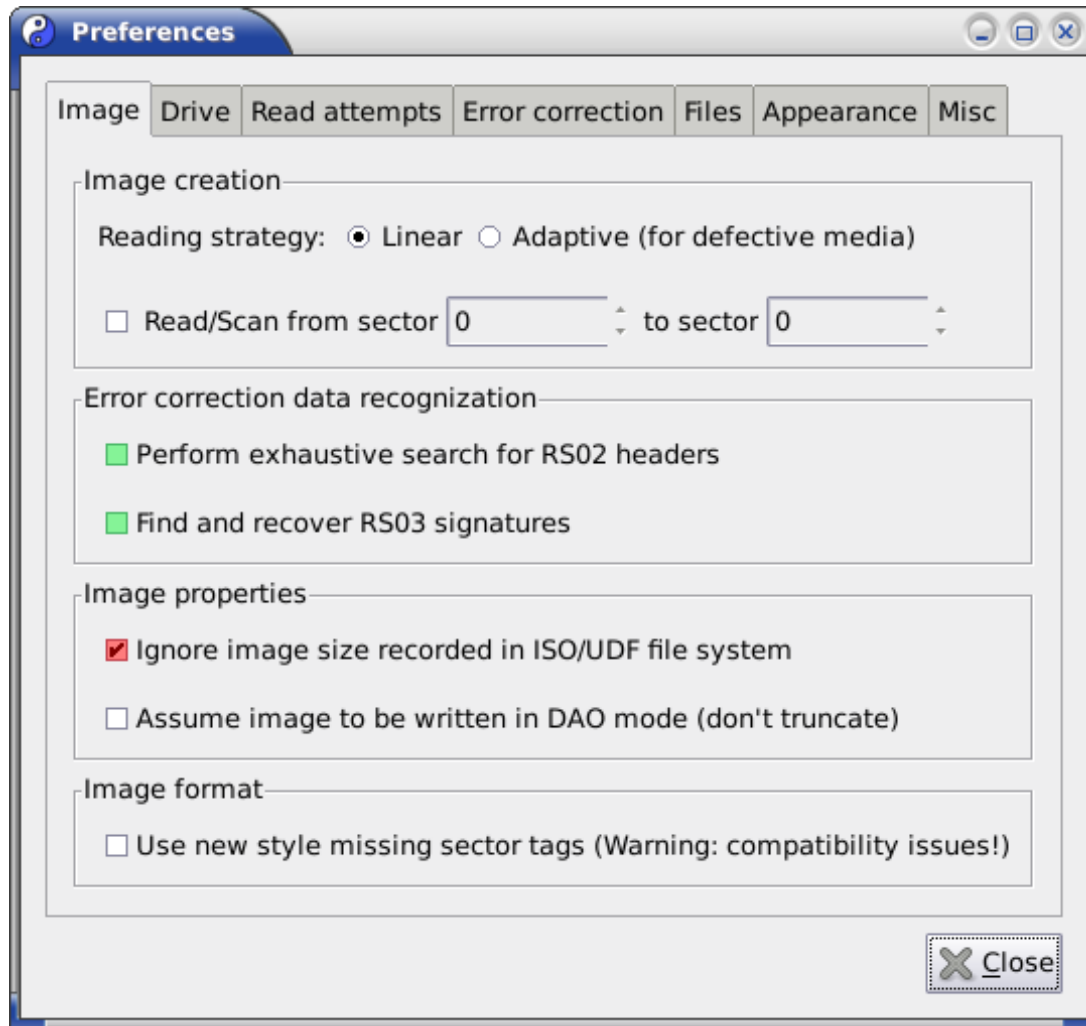 Preferences
Image Drive Read attempts Error correction Files Appearance Misc
Image creation
Reading strategy: Linear Adaptive (for defective media)
Read/Scan from sector 0 to sector 0
Error correction data recognization
Perform exhaustive search for RS02 headers
Find and recover RS03 signatures
Image properties
Ignore image size recorded in ISO/UDF file system
Assume image to be written in DAO mode (don't truncate)
Image format
Use new style missing sector tags (Warning: compatibility issues!)
Close